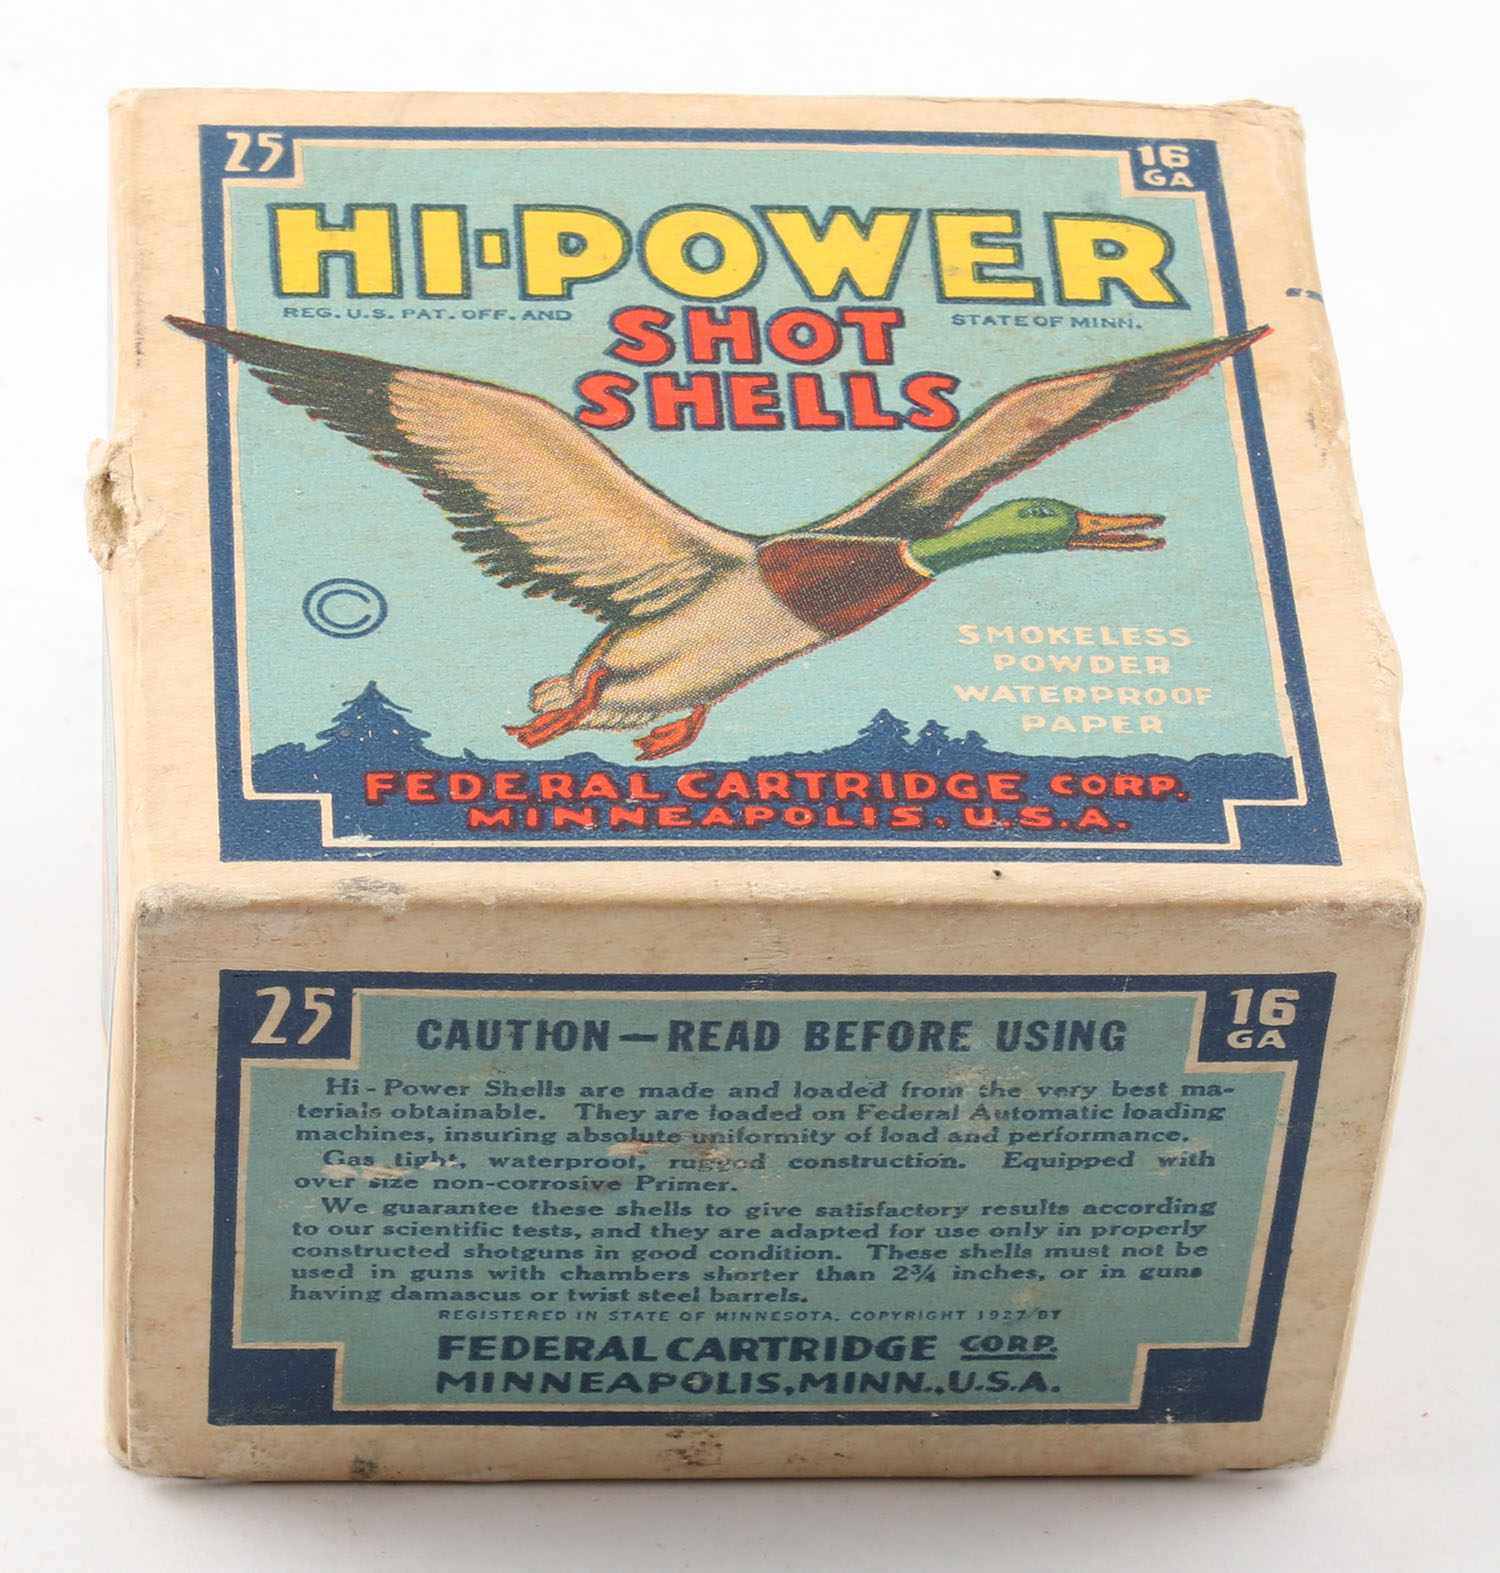 25
16
GA
HI-POWER
REG. U.S. PAT. OFF. AND
STATE OF MINN.
SHOT
SHELLS
©
SMOKELESS
POWDER
WATERPROOF
PAPER
FEDERAL CARTRIDGE CORP.
MINNEAPOLIS. U.S.A.
25
16
GA
CAUTION—READ BEFORE USING
Hi-Power Shells are made and loaded from the very best ma-
terials obtainable. They are loaded on Federal Automatic loading
machines, insuring absolute uniformity of load and performance.
Gas tight, waterproof, rugged construction. Equipped with
over size non-corrosive Primer.
We guarantee these shells to give satisfactory results according
to our scientific tests, and they are adapted for use only in properly
constructed shotguns in good condition. These shells must not be
used in guns with chambers shorter than 2¾ inches, or in guns
having damascus or twist steel barrels.
REGISTERED IN STATE OF MINNESOTA. COPYRIGHT 1927 BY
FEDERAL CARTRIDGE CORP.
MINNEAPOLIS, MINN., U.S.A.